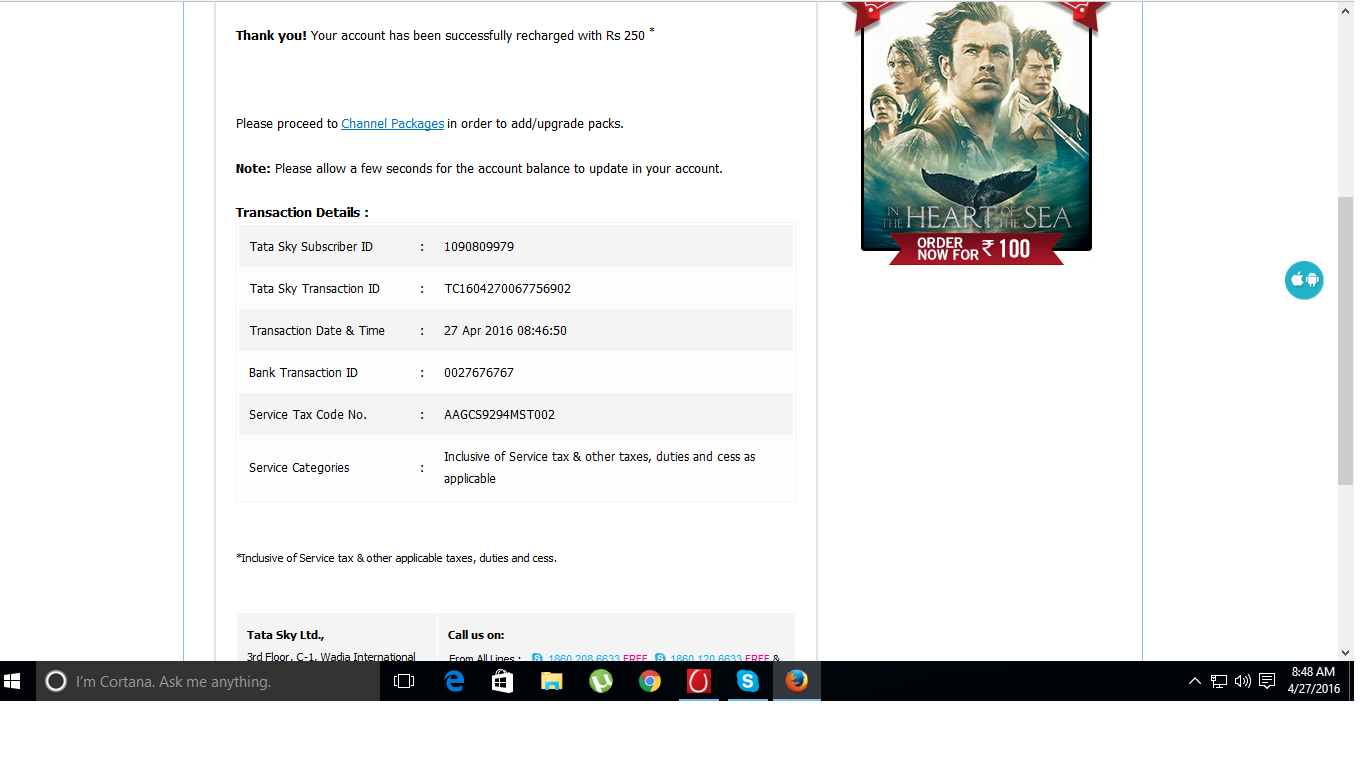 Thank you! Your account has been successfully recharged with Rs 250 *
Please proceed to Channel Packages in order to add/upgrade packs.
Note: Please allow a few seconds for the account balance to update in your account.
Transaction Details :
Tata Sky Subscriber ID : 1090809979
Tata Sky Transaction ID : TC1604270067756902
Transaction Date & Time : 27 Apr 2016 08:46:50
Bank Transaction ID : 0027676767
Service Tax Code No. : AAGCS9294MST002
Service Categories : Inclusive of Service tax & other taxes, duties and cess as
applicable
*Inclusive of Service tax & other applicable taxes, duties and cess.
Tata Sky Ltd.,
3rd Floor, C-1, Wadia International
Call us on:
From All Lines : 1860 208 6633 FREE 1860 120 6633 FREE &
IN THE HEART OF THE SEA
ORDER
NOW FOR ₹ 100
I'm Cortana. Ask me anything.
8:48 AM
4/27/2016